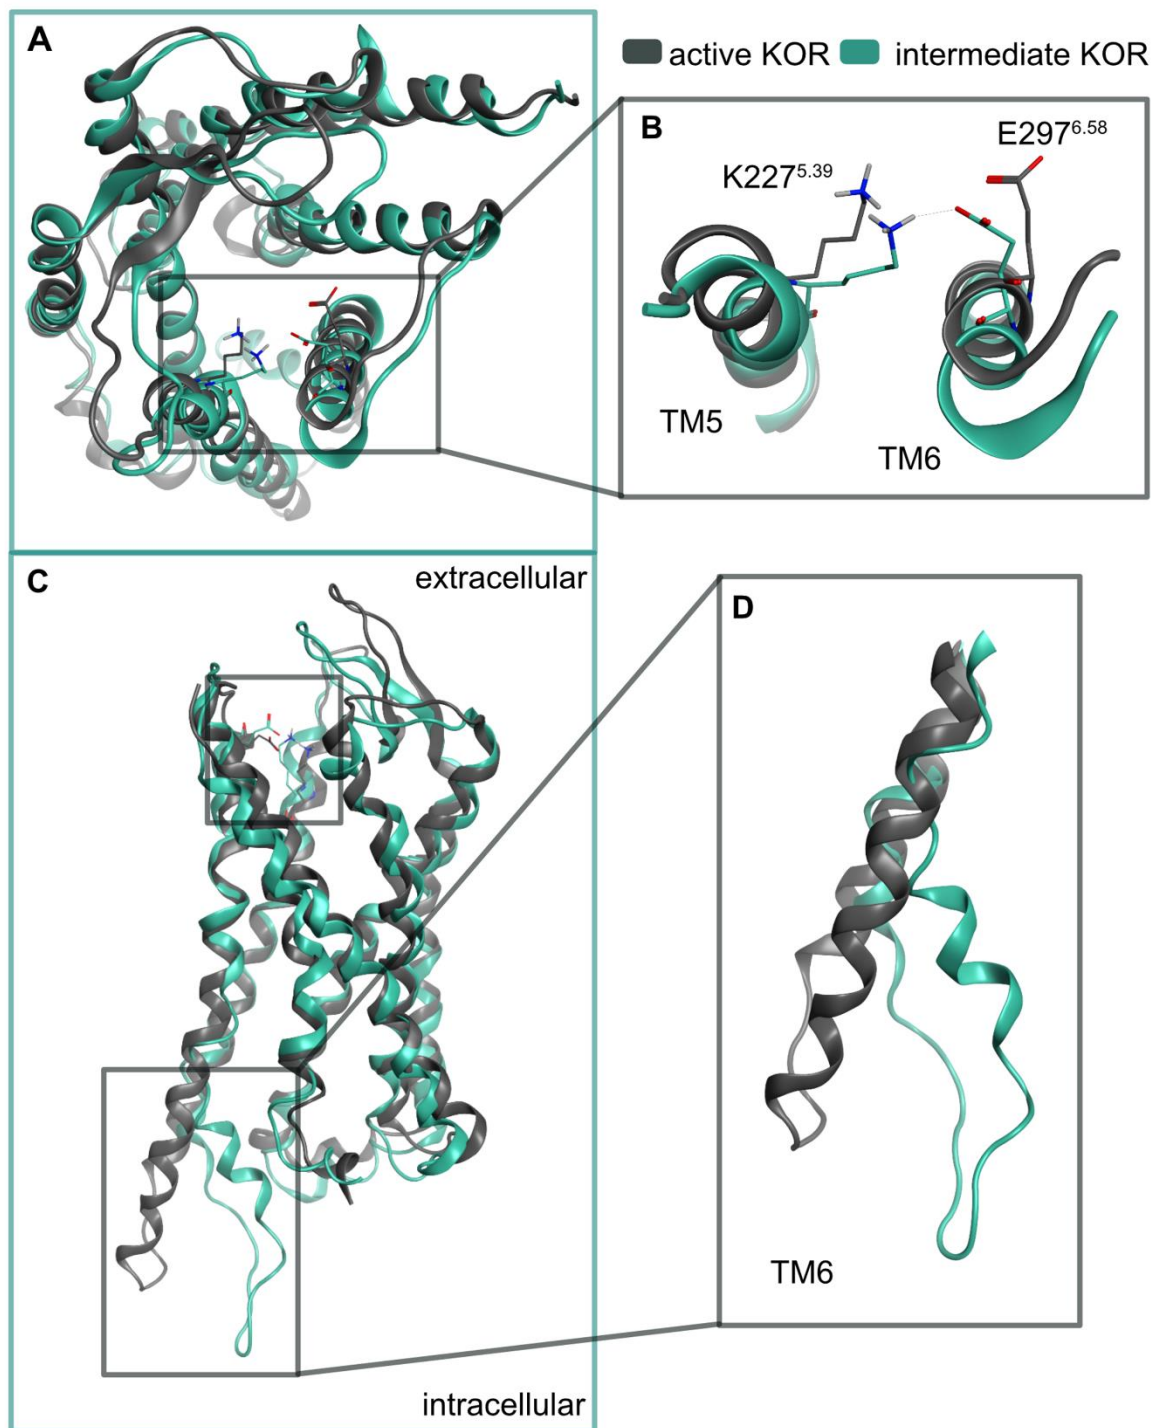 A
active KOR intermediate KOR
B
E297^6.58
K227^5.39
TM5
TM6
C
extracellular
D
TM6
intracellular